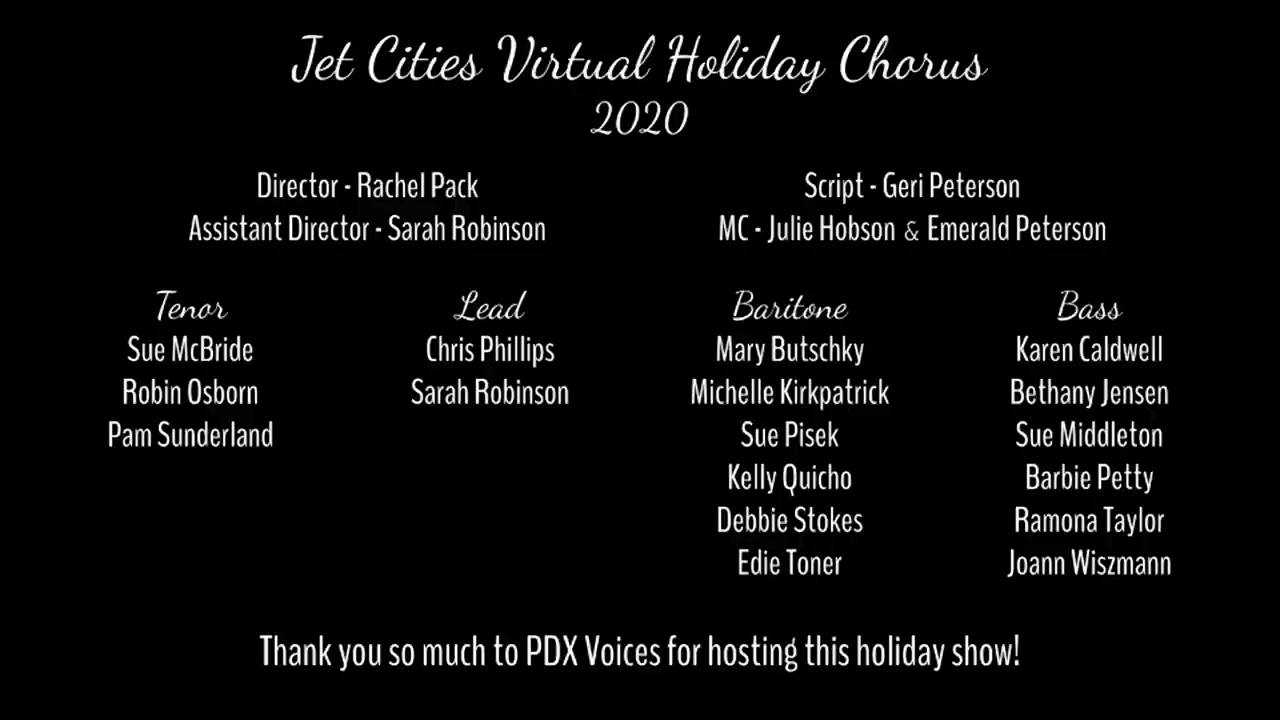 Jet Cities Virtual Holiday Chorus
2020
Director - Rachel Pack
Assistant Director - Sarah Robinson
Script - Geri Peterson
MC - Julie Hobson & Emerald Peterson
Tenor
Sue McBride
Robin Osborn
Pam Sunderland
Lead
Chris Phillips
Sarah Robinson
Baritone
Mary Butschky
Michelle Kirkpatrick
Sue Pisek
Kelly Quicho
Debbie Stokes
Edie Toner
Bass
Karen Caldwell
Bethany Jensen
Sue Middleton
Barbie Petty
Ramona Taylor
Joann Wiszmann
Thank you so much to PDX Voices for hosting this holiday show!